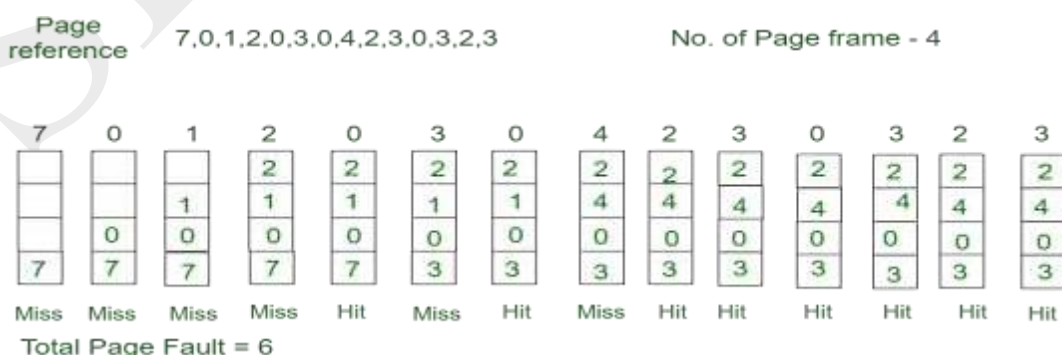 Page
reference
7,0,1,2,0,3,0,4,2,3,0,3,2,3
No. of Page frame - 4
7 0 1 2 0 3 0 4 2 3 0 3 2 3
2 2 2 2 2 2 2 2 2 2 2
1 1 1 1 1 4 4 4 4 4 4 4
0 0 0 0 0 0 0 0 0 0 0 0 0
7 7 7 7 7 3 3 3 3 3 3 3 3 3
Miss Miss Miss Miss Hit Miss Hit Miss Hit Hit Hit Hit Hit Hit
Total Page Fault = 6